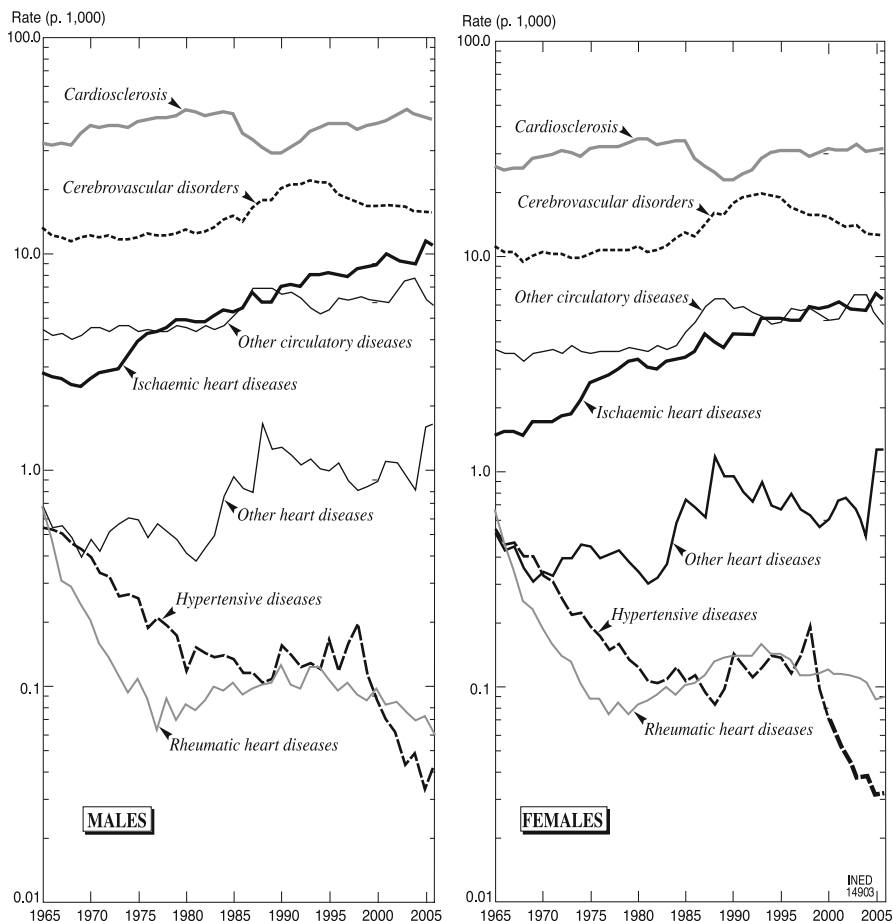 Rate (p. 1,000)
100.0
Cardiosclerosis
Cerebrovascular disorders
10.0
Other circulatory diseases
Ischaemic heart diseases
1.0
Other heart diseases
Hypertensive diseases
0.1
Rheumatic heart diseases
MALES
0.01
1965 1970 1975 1980 1985 1990 1995 2000 2005
Rate (p. 1,000)
100.0
Cardiosclerosis
Cerebrovascular disorders
10.0
Other circulatory diseases
Ischaemic heart diseases
1.0
Other heart diseases
Hypertensive diseases
0.1
Rheumatic heart diseases
FEMALES
INED
14903
0.01
1965 1970 1975 1980 1985 1990 1995 2000 2005